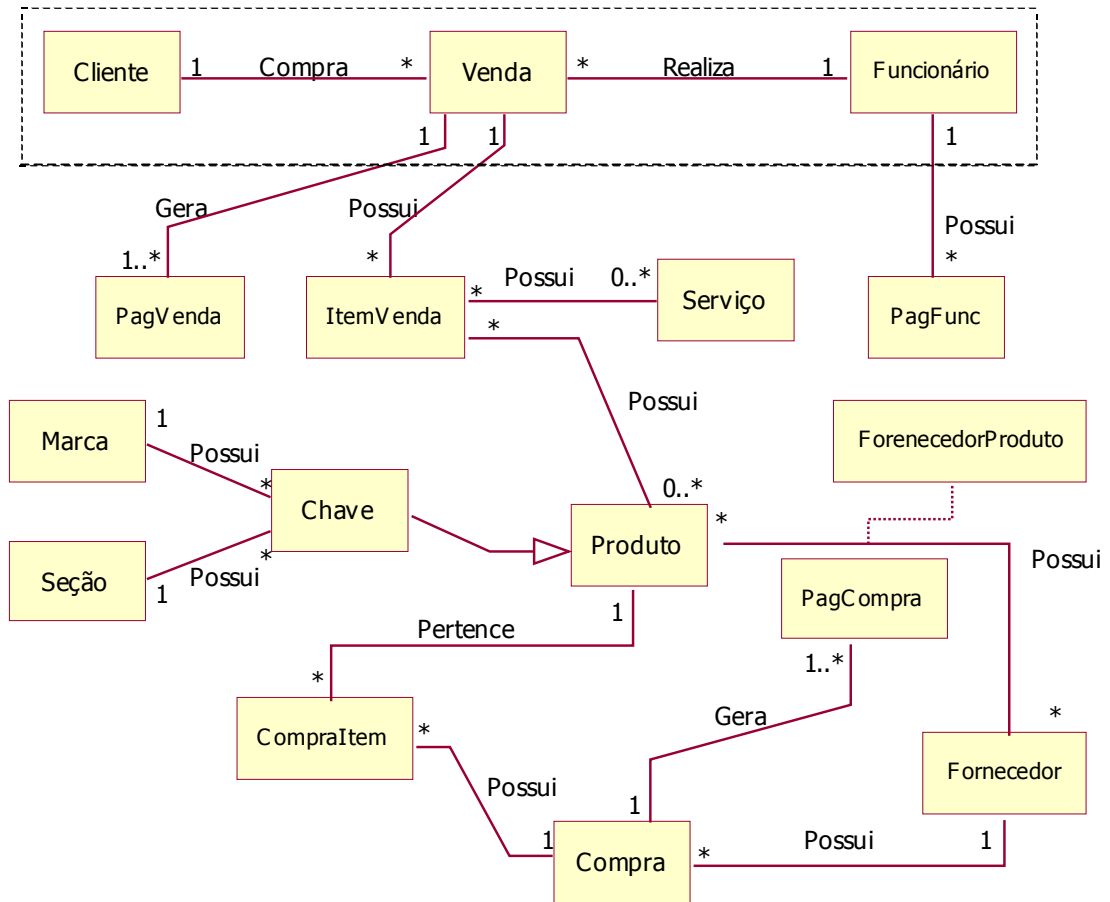 Cliente
1
Compra
*
Venda
*
Realiza
1
Funcionário
1
1
1
Gera
Possui
Possui
1..*
*
*
PagVenda
ItemVenda
*
Possui
0..*
Serviço
PagFunc
*
Possui
Marca
1
Possui
*
ForenecedorProduto
Chave
0..*
Produto
*
Possui
Seção
1
Possui
*
PagCompra
1
Pertence
*
1..*
CompraItem
*
Gera
*
Fornecedor
Possui
1
1
Compra
*
Possui
1